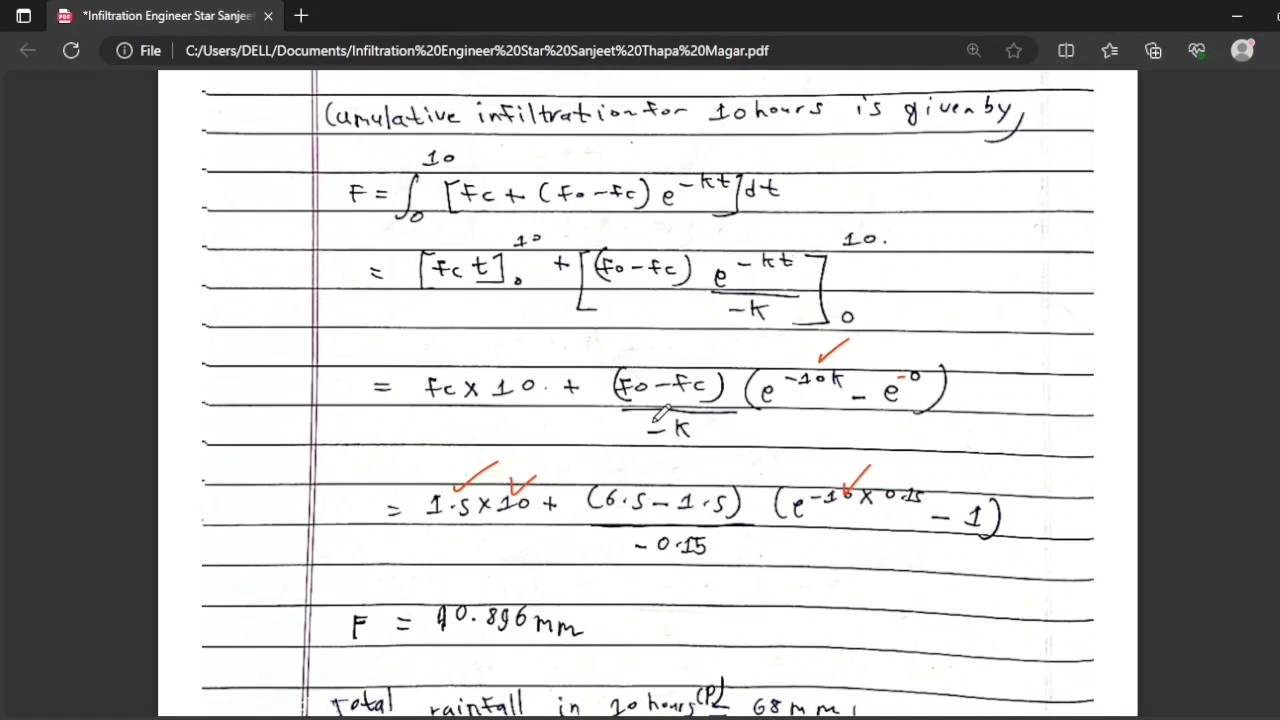 *Infiltration Engineer Star Sanjee
File C:/Users/DELL/Documents/Infiltration%20Engineer%20Star%20Sanjeet%20Thapa%20Magar.pdf
Cumulative infiltration for 10 hours is given by,
F = ∫₀¹⁰ [fc + (fo - fc) e^(-kt)] dt
= [fc t]₀¹⁰ + [(fo - fc) e^(-kt) / -k]₀¹⁰.
= fc × 10. + (fo - fc) / -k (e^(-10k) - e^(-0))
= 1.5 × 10 + (6.5 - 1.5) / -0.15 (e^(-10 × 0.15) - 1)
F = 40.896 mm
Total rainfall in 10 hours (P) = 68 mm